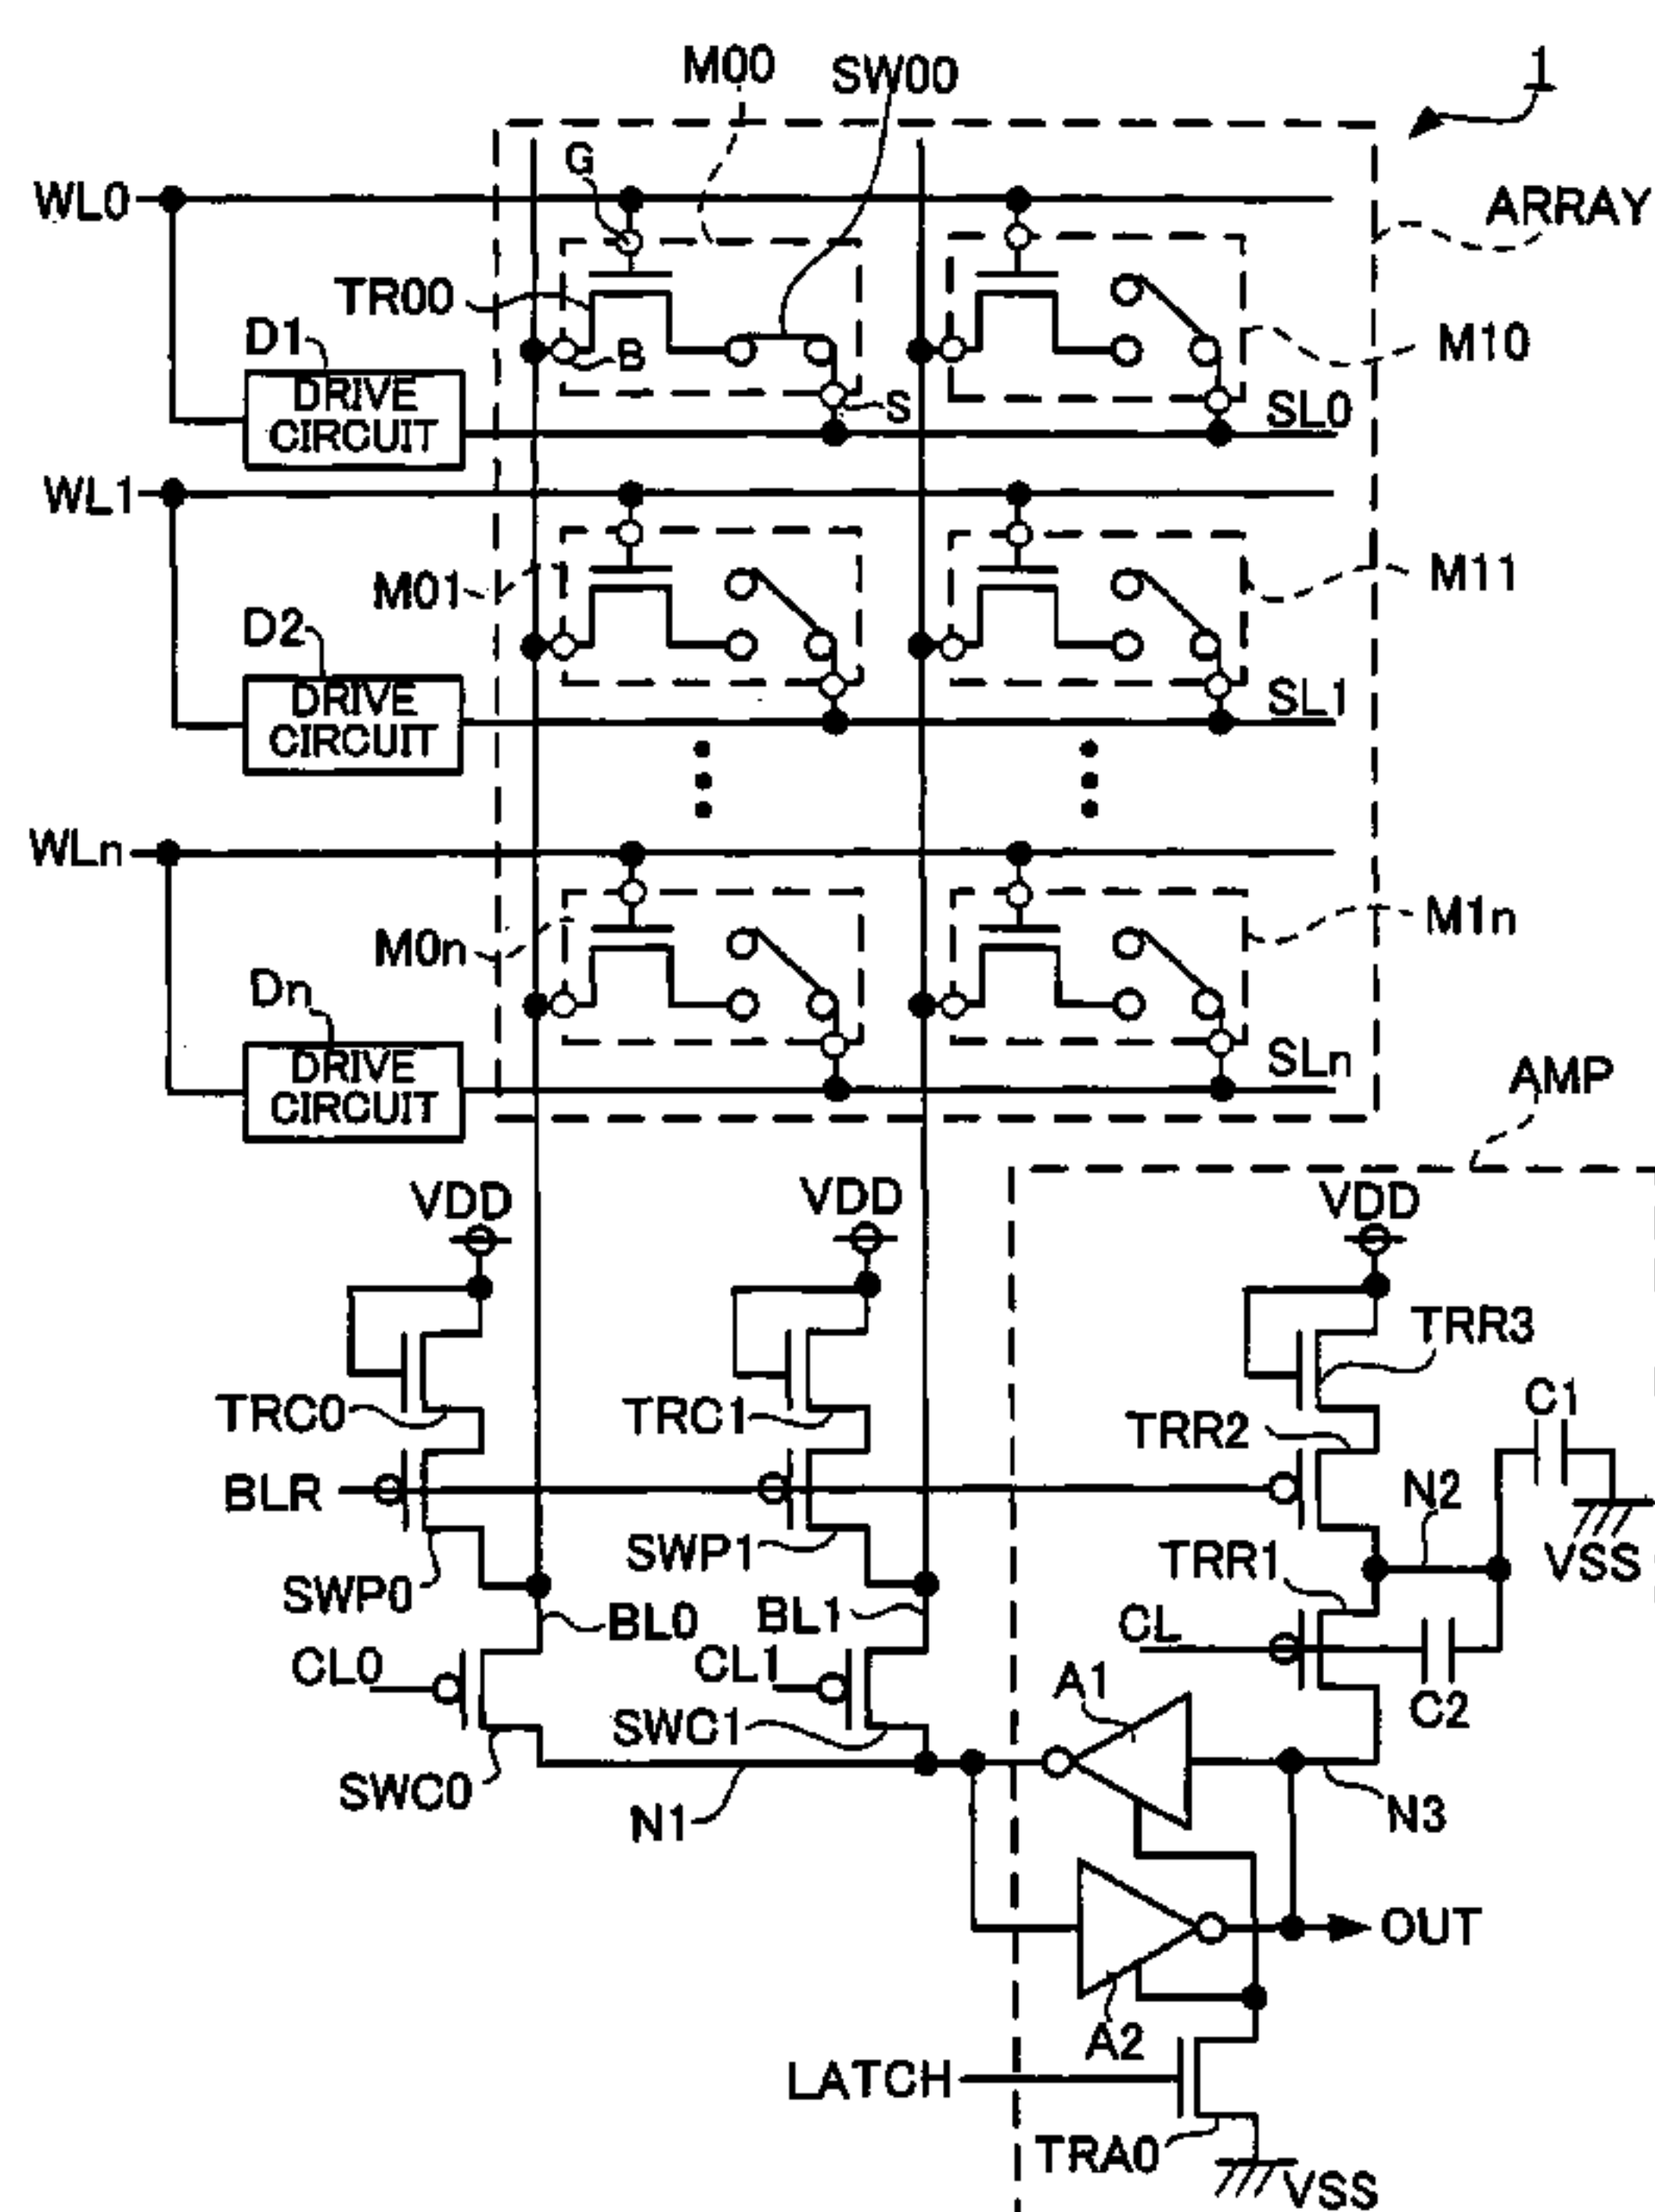 M00
SW00
1
G
WL0
ARRAY
TR00
D1
B
M10
DRIVE
CIRCUIT
S
SL0
WL1
M01
M11
D2
DRIVE
CIRCUIT
SL1
WLn
M0n
M1n
Dn
DRIVE
CIRCUIT
SLn
AMP
VDD
VDD
VDD
TRR3
C1
TRC0
TRC1
TRR2
BLR
N2
SWP1
TRR1
VSS
SWP0
BL0
BL1
CL
CL0
CL1
A1
C2
SWC1
SWC0
N1
N3
OUT
A2
LATCH
TRA0
VSS